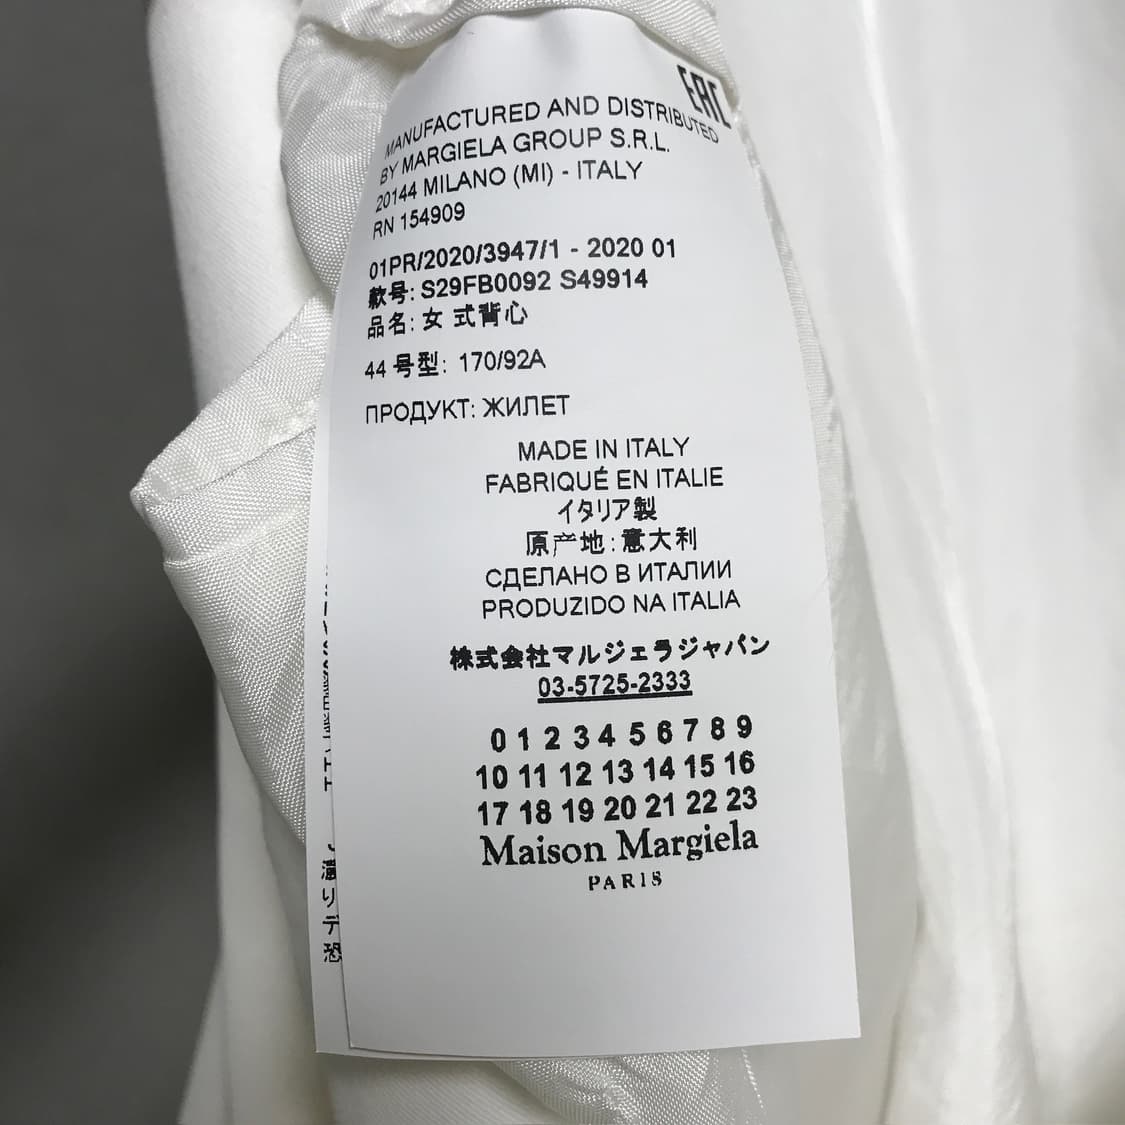 EAC
MANUFACTURED AND DISTRIBUTED
BY MARGIELA GROUP S.R.L.
20144 MILANO (MI) - ITALY
RN 154909
01PR/2020/3947/1 - 2020 01
款号: S29FB0092 S49914
品名: 女 式背心
44 号型: 170/92A
ПРОДУКТ: ЖИЛЕТ
MADE IN ITALY
FABRIQUÉ EN ITALIE
イタリア製
原产地: 意大利
СДЕЛАНО В ИТАЛИИ
PRODUZIDO NA ITALIA
株式会社マルジェラジャパン
03-5725-2333
0 1 2 3 4 5 6 7 8 9
10 11 12 13 14 15 16
17 18 19 20 21 22 23
Maison Margiela
PARIS
り
デ
恐